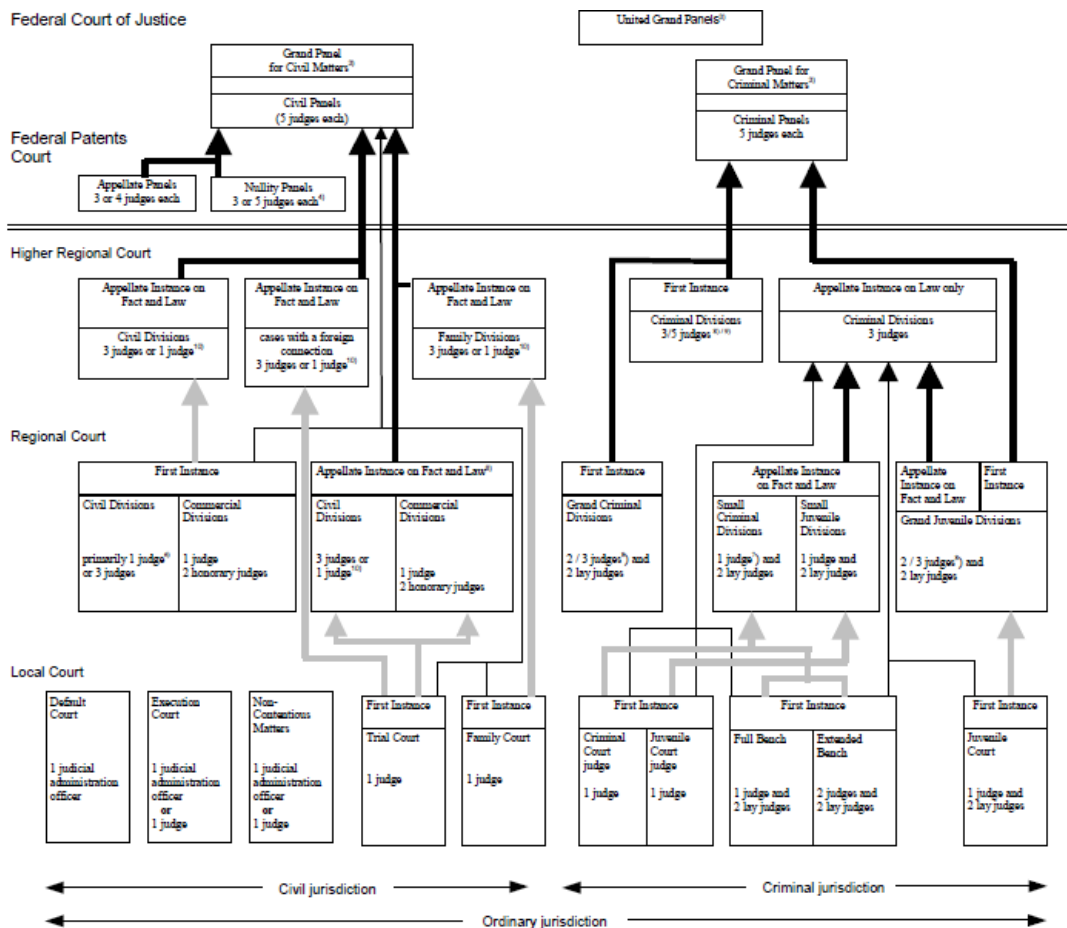 Federal Court of Justice
United Grand Panels³⁾
Grand Panel
for Civil Matters²⁾
Civil Panels
(5 judges each)
Grand Panel for
Criminal Matters²⁾
Criminal Panels
5 judges each
Federal Patents
Court
Appellate Panels
3 or 4 judges each
Nullity Panels
3 or 5 judges each⁴⁾
Higher Regional Court
Appellate Instance on
Fact and Law
Civil Divisions
3 judges or 1 judge¹⁰⁾
Appellate Instance on
Fact and Law
cases with a foreign
connection
3 judges or 1 judge¹⁰⁾
Appellate Instance on
Fact and Law
Family Divisions
3 judges or 1 judge¹⁰⁾
First Instance
Criminal Divisions
3/5 judges
Appellate Instance on Law only
Criminal Divisions
3 judges
Regional Court
First Instance
Civil Divisions
primarily 1 judge
or 3 judges
Commercial
Divisions
1 judge
2 honorary judges
Appellate Instance on Fact and Law
Civil
Divisions
3 judges or
1 judge¹⁰⁾
Commercial
Divisions
1 judge
2 honorary judges
First Instance
Grand Criminal
Divisions
2 / 3 judges and
2 lay judges
Appellate Instance
on Fact and Law
Small
Criminal
Divisions
1 judge⁷) and
2 lay judges
Small
Juvenile
Divisions
1 judge and
2 lay judges
Appellate
Instance on
Fact and Law
First
Instance
Grand Juvenile Divisions
2 / 3 judges and
2 lay judges
Local Court
Default
Court
1 judicial
administration
officer
Execution
Court
1 judicial
administration
officer
or
1 judge
Non-
Contentious
Matters
1 judicial
administration
officer
or
1 judge
First Instance
Trial Court
1 judge
First Instance
Family Court
1 judge
First Instance
Criminal
Court
judge
1 judge
Juvenile
Court
judge
1 judge
First Instance
Full Bench
1 judge and
2 lay judges
Extended
Bench
2 judges and
2 lay judges
First Instance
Juvenile
Court
1 judge and
2 lay judges
Civil jurisdiction
Criminal jurisdiction
Ordinary jurisdiction